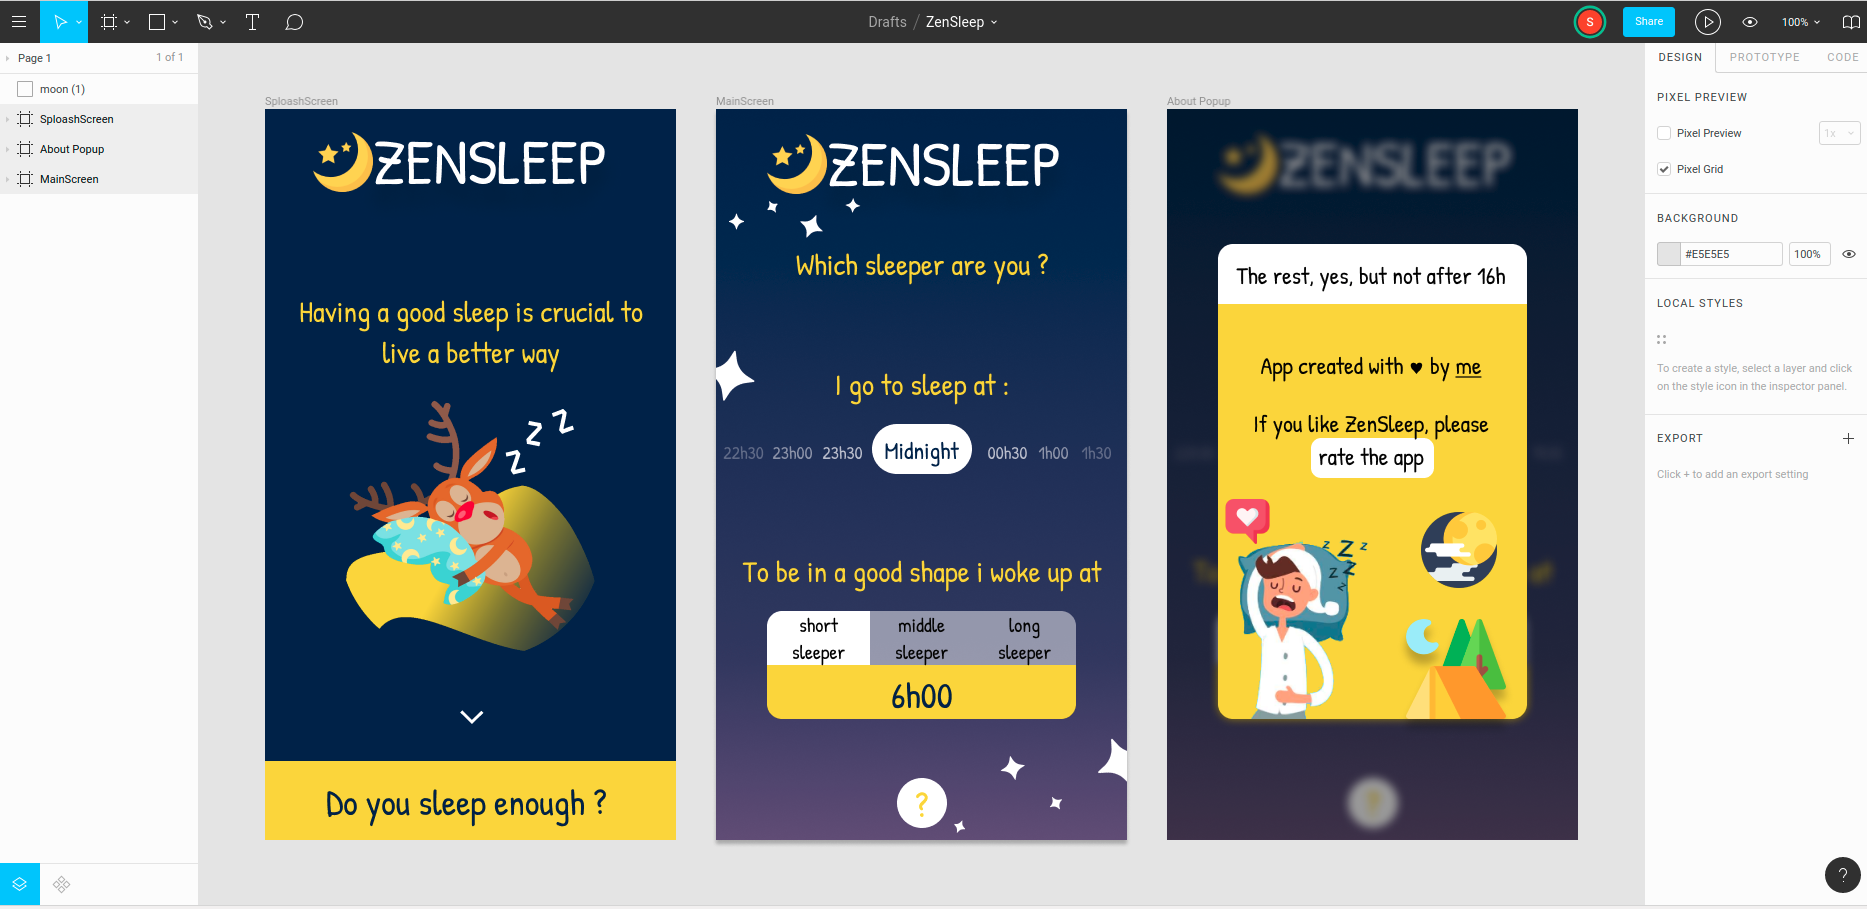 Drafts / ZenSleep
S
Share
100%
Page 1
1 of 1
moon (1)
SploashScreen
About Popup
MainScreen
SploashScreen
ZENSLEEP
Having a good sleep is crucial to
live a better way
z z z
Do you sleep enough ?
MainScreen
ZENSLEEP
Which sleeper are you ?
I go to sleep at :
22h30 23h00 23h30 Midnight 00h30 1h00 1h30
To be in a good shape i woke up at
short
sleeper
middle
sleeper
long
sleeper
6h00
?
About Popup
ZENSLEEP
The rest, yes, but not after 16h
App created with ♥ by me
If you like ZenSleep, please
rate the app
z Z z
z Z
z
?
DESIGN
PROTOTYPE
CODE
PIXEL PREVIEW
Pixel Preview
1x
Pixel Grid
BACKGROUND
#E5E5E5
100%
LOCAL STYLES
To create a style, select a layer and click
on the style icon in the inspector panel.
EXPORT
Click + to add an export setting
?